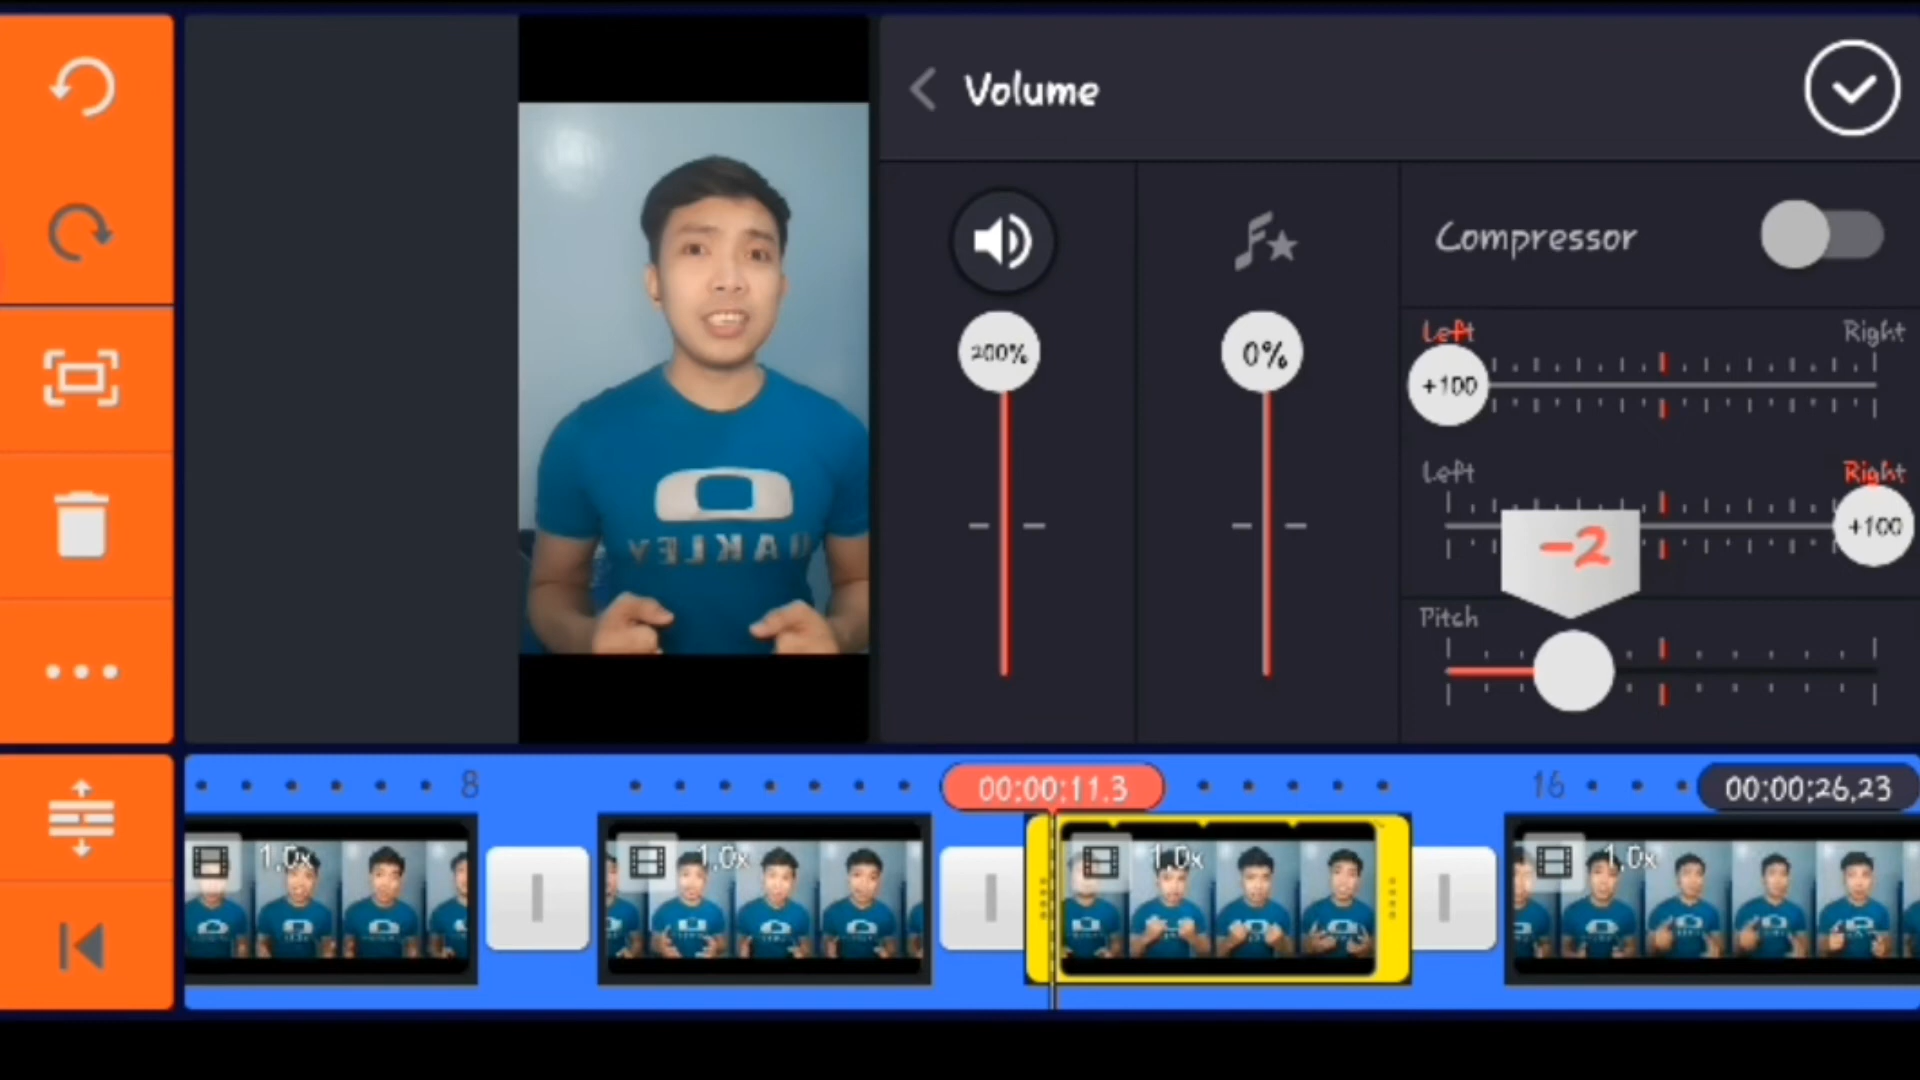 Volume
Compressor
200%
0%
Left Right
+100
Left Right
+100
-2
Pitch
OAKLEY
8
00:00:11.3
16
00:00:26.23
1.0x
1.0x
1.0x
1.0x